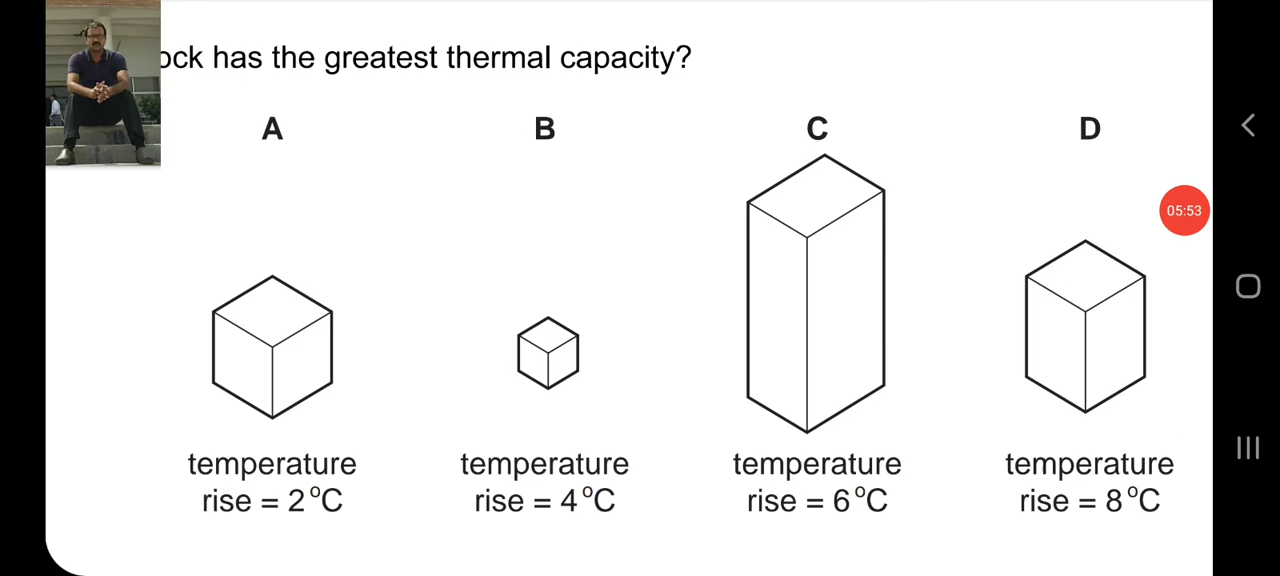 ock has the greatest thermal capacity?
A B C D
05:53
temperature temperature temperature temperature
rise = 2 °C rise = 4 °C rise = 6 °C rise = 8 °C